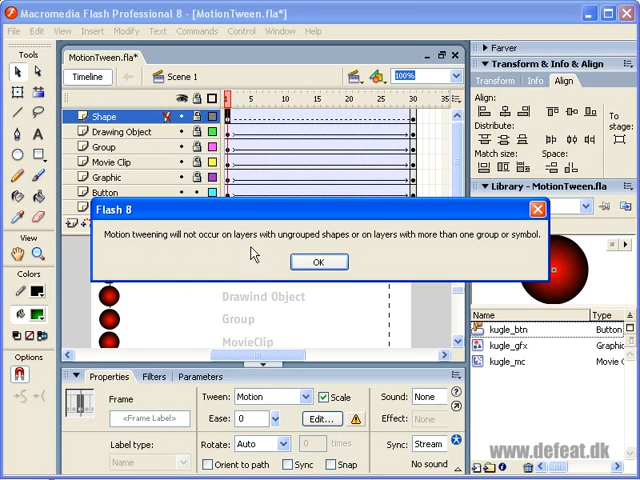 Macromedia Flash Professional 8 - [MotionTween.fla*]
File Edit View Insert Modify Text Commands Control Window Help
Tools
View
Colors
Options
MotionTween.fla*
Timeline
Scene 1
100%
1 5 10 15 20 25 30 35
Shape
Drawing Object
Group
Movie Clip
Graphic
Button
Flash 8
Motion tweening will not occur on layers with ungrouped shapes or on layers with more than one group or symbol.
OK
Drawind Object
Group
MovieClip
Properties Filters Parameters
Frame
<Frame Label>
Label type:
Name
Tween: Motion Scale
Ease: 0 Edit...
Rotate: Auto 0 times
Orient to path Sync Snap
Sound: None
Effect: None
Sync: Stream
No sound
Farver
Transform & Info & Align
Transform Info Align
Align:
Distribute:
Match size: Space:
To
stage:
Library - MotionTween.fla
Name Type
kugle_btn Button
kugle_gfx Graphic
kugle_mc Movie C
www.defeat.dk